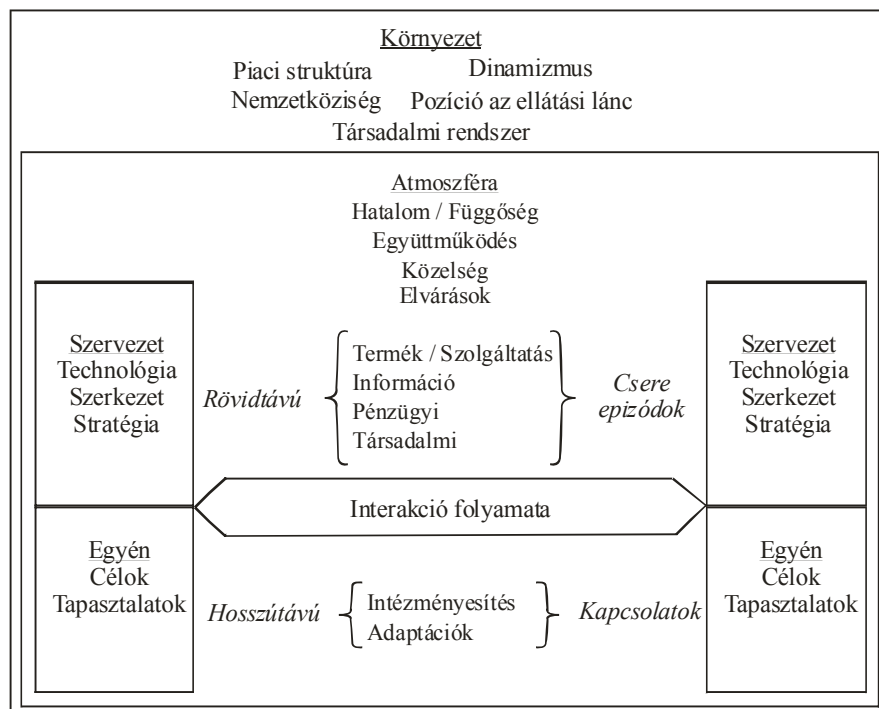 Környezet
Piaci struktúra Dinamizmus
Nemzetköziség Pozíció az ellátási lánc
Társadalmi rendszer
Atmoszféra
Hatalom / Függőség
Együttműködés
Közelség
Elvárások
Szervezet
Technológia
Szerkezet
Stratégia
Rövidtávú
Termék / Szolgáltatás
Információ
Pénzügyi
Társadalmi
Csere
epizódok
Szervezet
Technológia
Szerkezet
Stratégia
Interakció folyamata
Egyén
Célok
Tapasztalatok
Hosszútávú
Intézményesítés
Adaptációk
Kapcsolatok
Egyén
Célok
Tapasztalatok